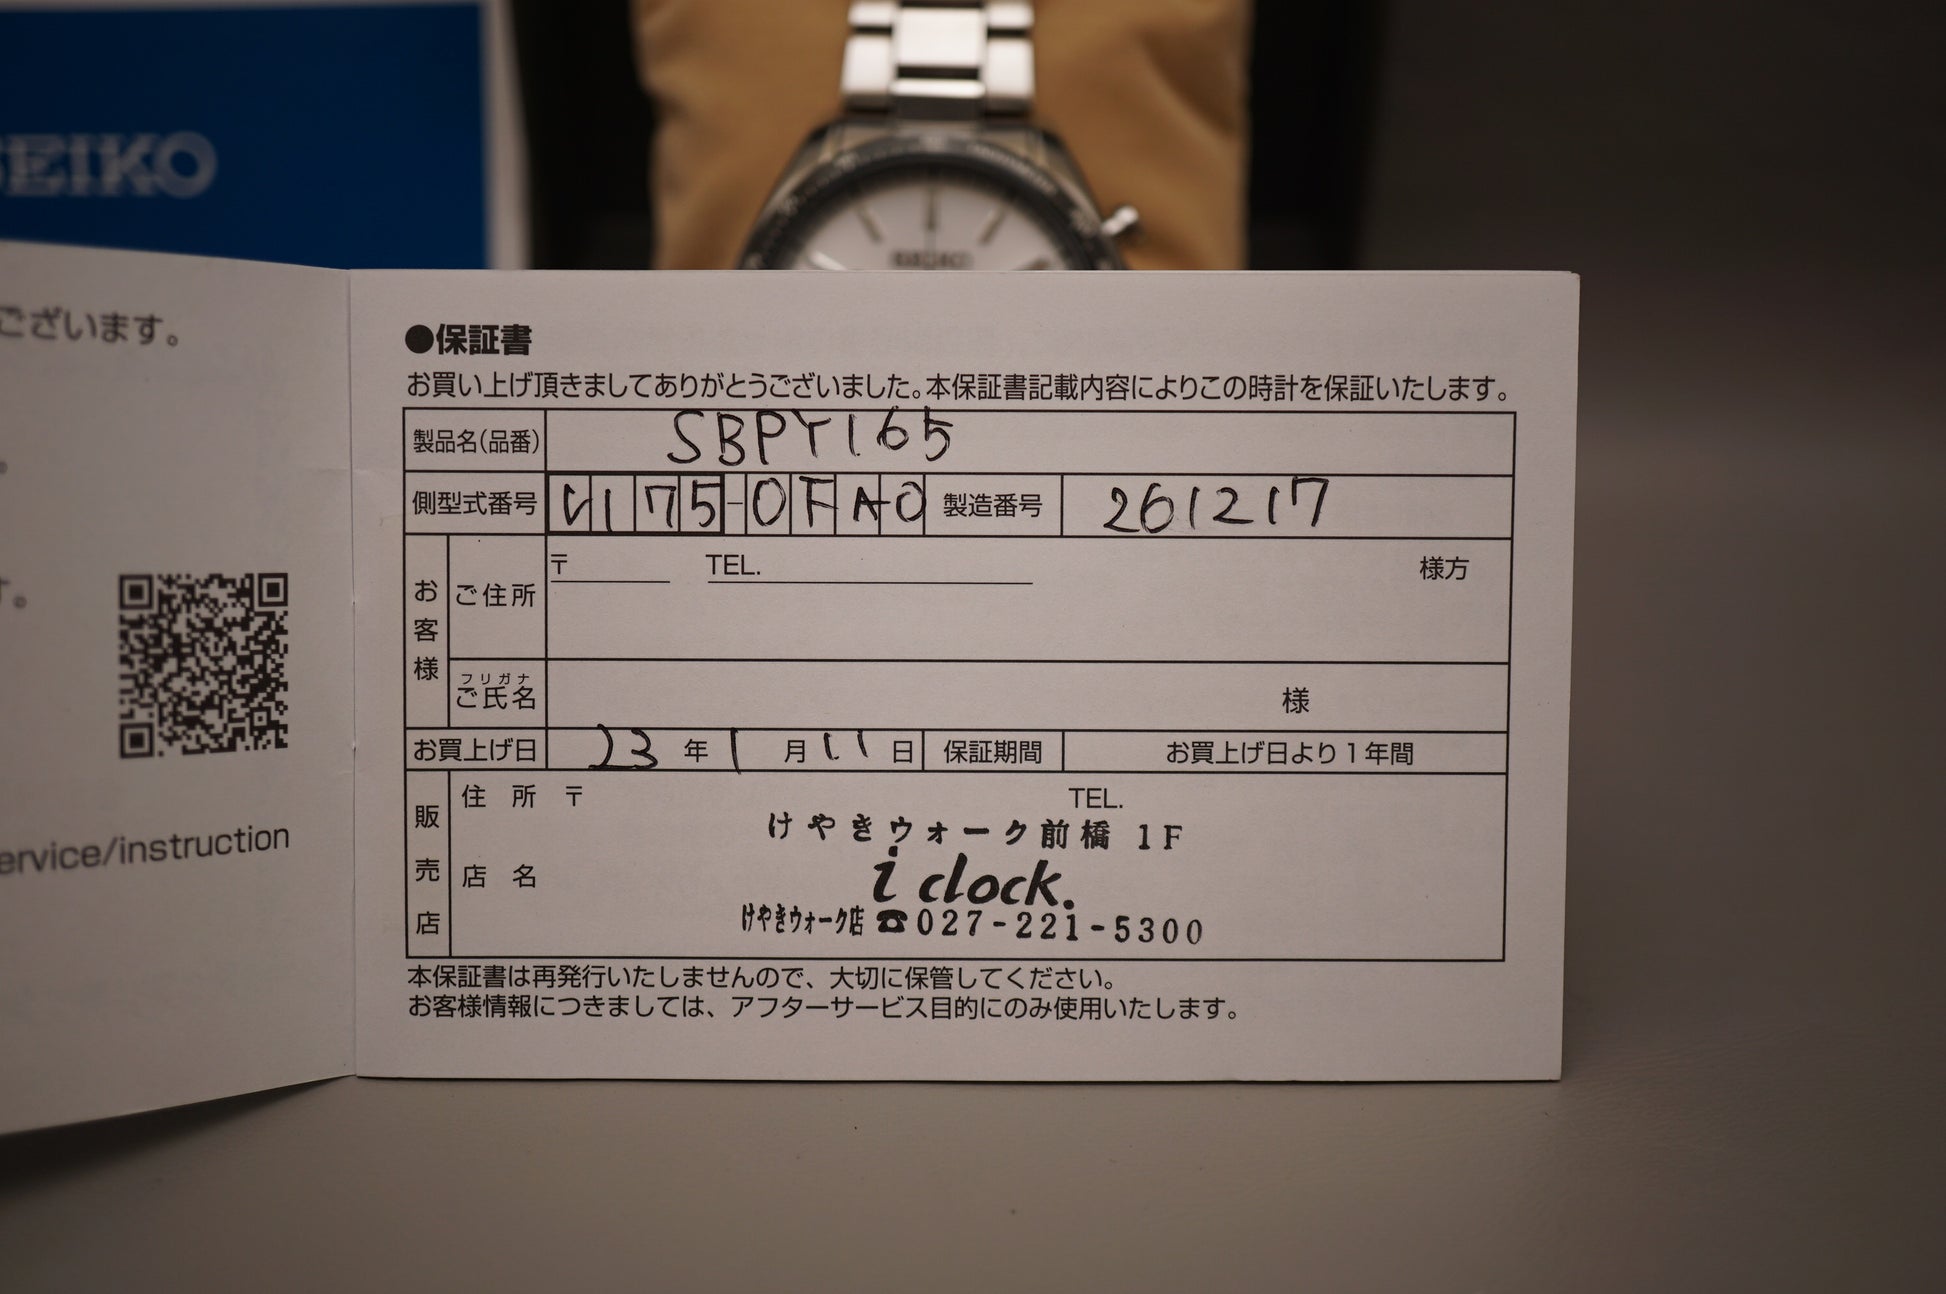 SEIKO
SEIKO
ございます。
す。
ervice/instruction
●保証書
お買い上げ頂きましてありがとうございました。本保証書記載内容によりこの時計を保証いたします。
製品名(品番) SBPY165
側型式番号 V175-0FA0 製造番号 261217
お客様 ご住所 〒 TEL. 様方
フリガナ
ご氏名 様
お買上げ日 23年1月11日 保証期間 お買上げ日より1年間
販売店 住所 〒 TEL.
けやきウォーク前橋 1F
店名 i clock.
けやきウォーク店 ☎027-221-5300
本保証書は再発行いたしませんので、大切に保管してください。
お客様情報につきましては、アフターサービス目的にのみ使用いたします。